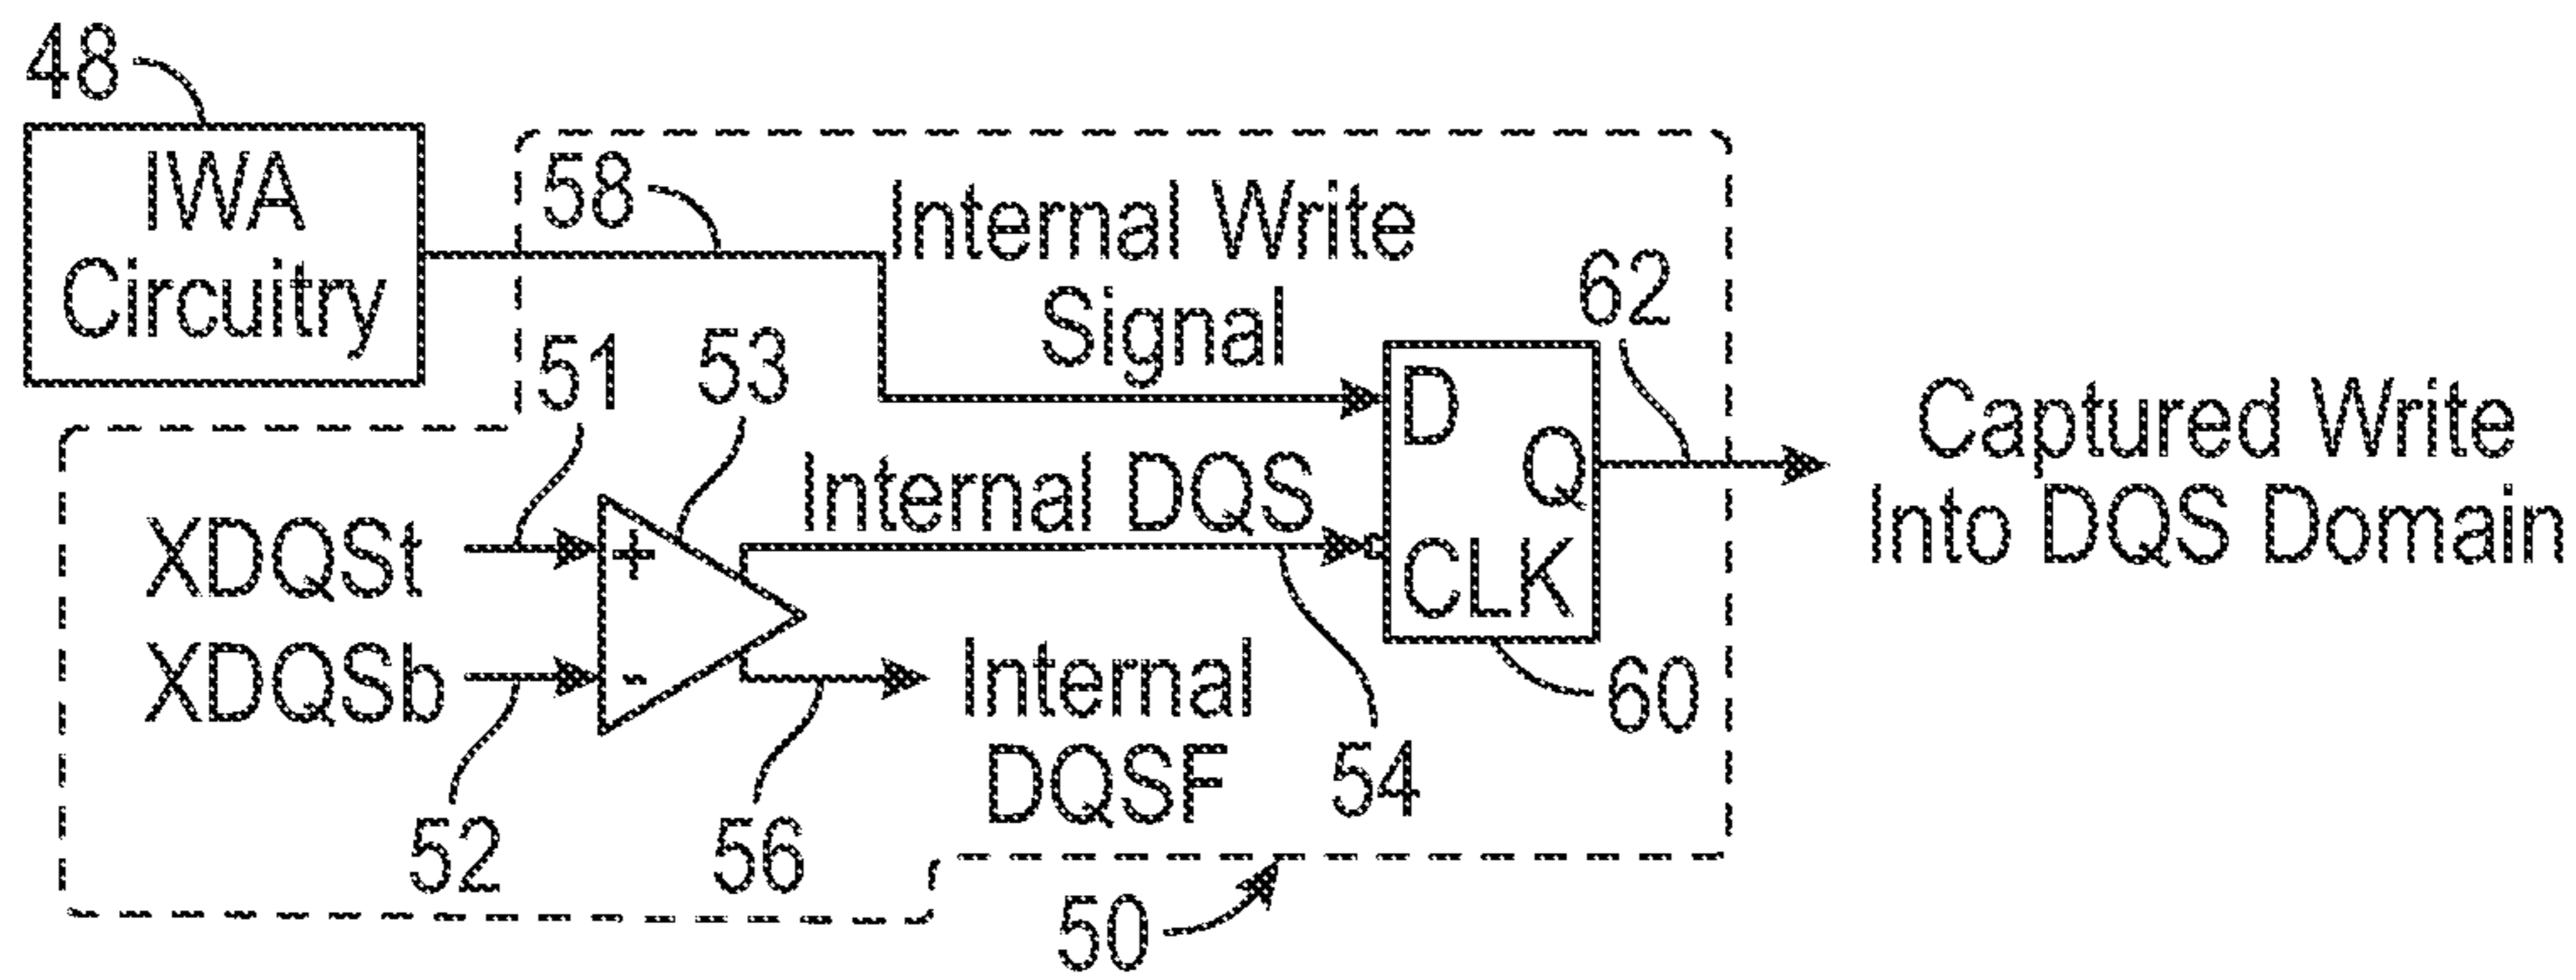 48
IWA
Circuitry
58
Internal Write
Signal
62
51
53
D
Q
CLK
Captured Write
Into DQS Domain
Internal DQS
XDQSt
+
XDQSb
-
Internal
DQSF
60
54
52
56
50